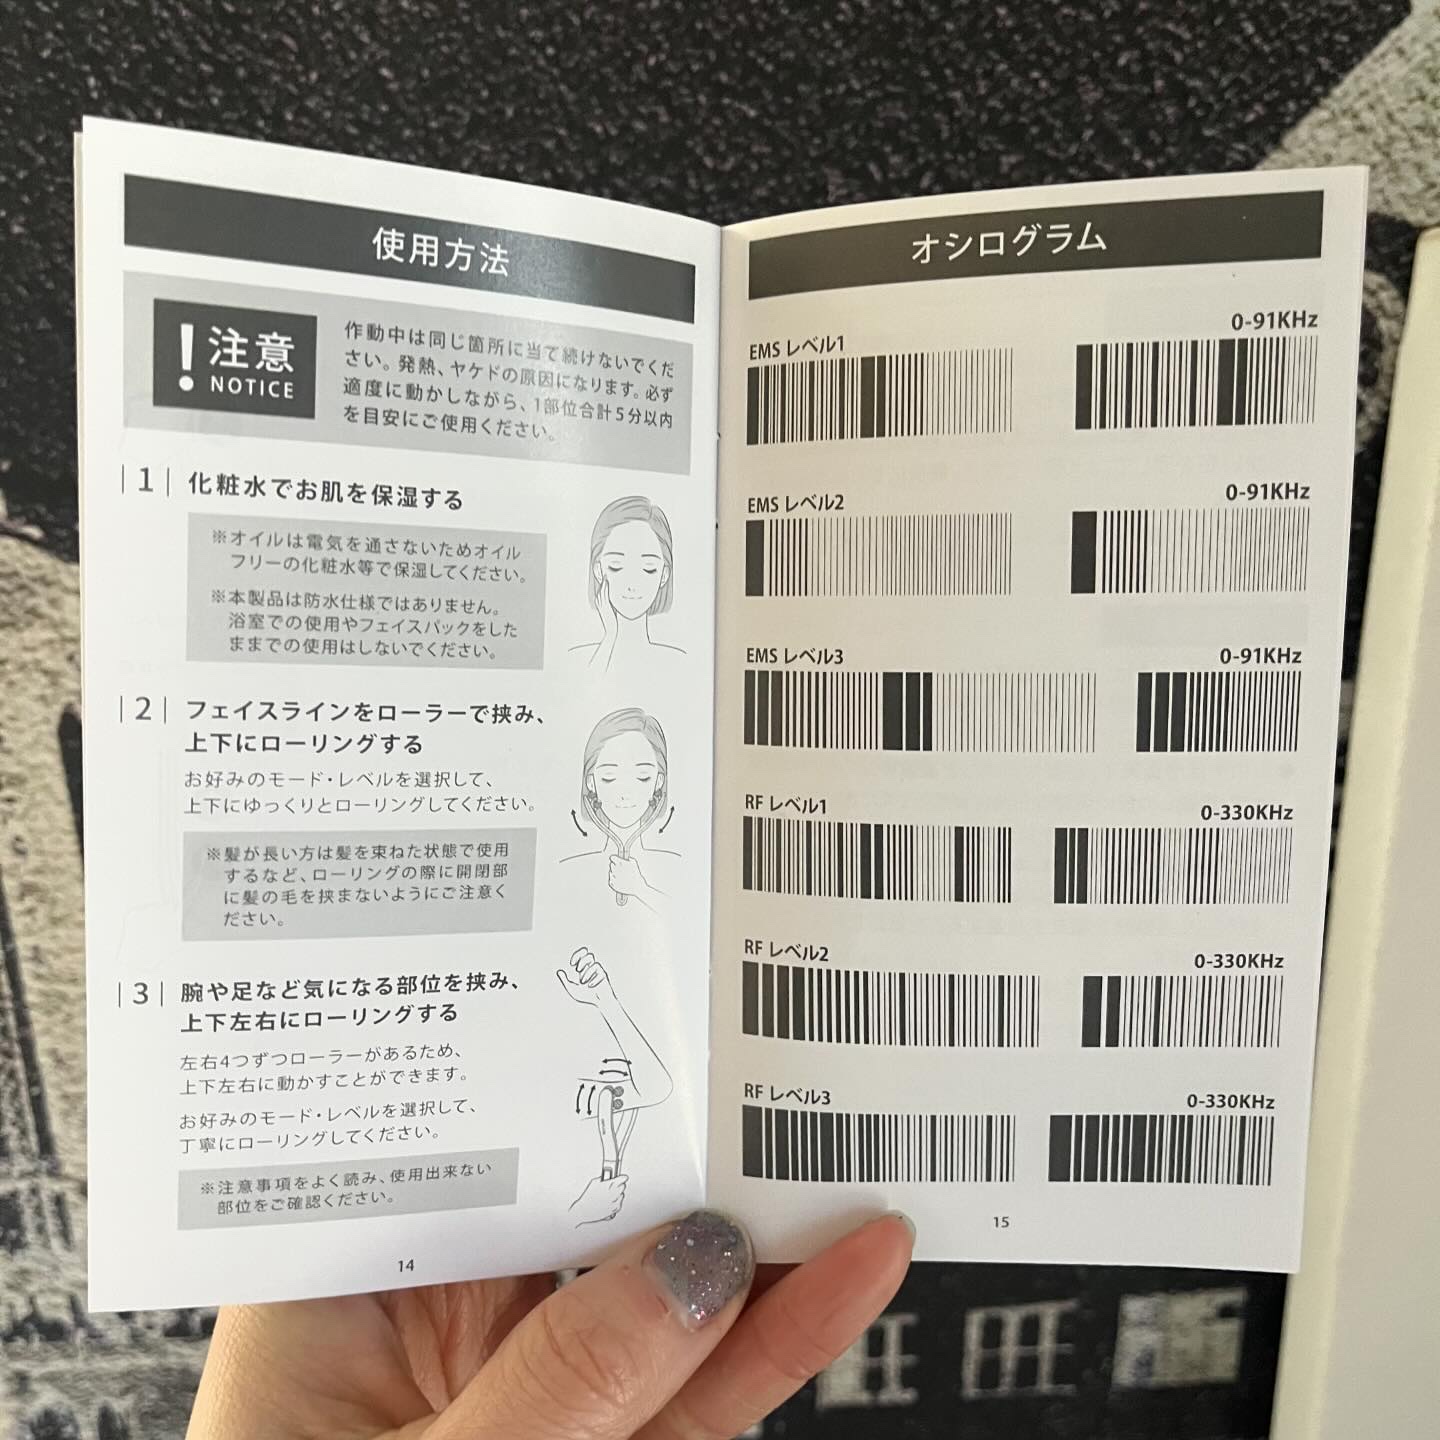 使用方法
!注意
NOTICE
作動中は同じ箇所に当て続けないでくだ
さい。発熱、ヤケドの原因になります。必ず
適度に動かしながら、1部位合計5分以内
を目安にご使用ください。
|1| 化粧水でお肌を保湿する
※オイルは電気を通さないためオイル
フリーの化粧水等で保湿してください。
※本製品は防水仕様ではありません。
浴室での使用やフェイスパックをした
ままでの使用はしないでください。
|2| フェイスラインをローラーで挟み、
上下にローリングする
お好みのモード・レベルを選択して、
上下にゆっくりとローリングしてください。
※髪が長い方は髪を束ねた状態で使用
するなど、ローリングの際に開閉部
に髪の毛を挟まないようにご注意く
ださい。
|3| 腕や足など気になる部位を挟み、
上下左右にローリングする
左右4つずつローラーがあるため、
上下左右に動かすことができます。
お好みのモード・レベルを選択して、
丁寧にローリングしてください。
※注意事項をよく読み、使用出来ない
部位をご確認ください。
14
オシログラム
EMS レベル1 0-91KHz
EMS レベル2 0-91KHz
EMS レベル3 0-91KHz
RF レベル1 0-330KHz
RF レベル2 0-330KHz
RF レベル3 0-330KHz
15